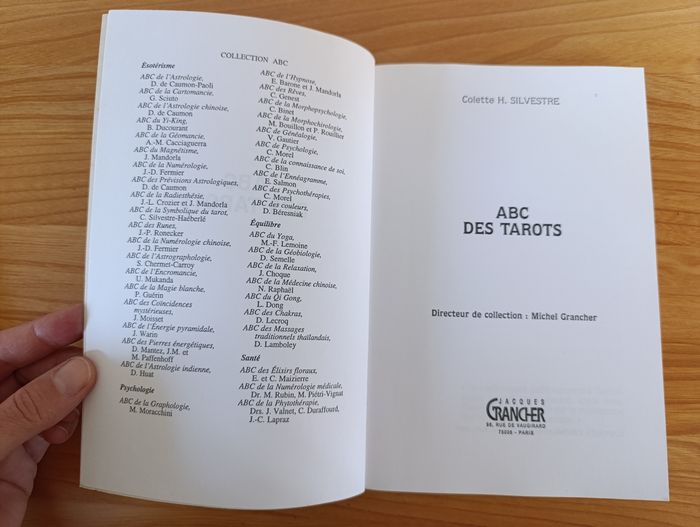 COLLECTION ABC
Ésotérisme
ABC de l'Astrologie,
D. de Caumon-Paoli
ABC de la Cartomancie,
G. Sciuto
ABC de l'Astrologie chinoise,
D. de Caumon
ABC du Yi-King,
B. Ducourant
ABC de la Géomancie,
A.-M. Cacciaguerra
ABC du Magnétisme,
J. Mandorla
ABC de la Numérologie,
J.-D. Fermier
ABC des Prévisions Astrologiques,
D. de Caumon
ABC de la Radiesthésie,
J.-L. Crozier et J. Mandorla
ABC de la Symbolique du tarot,
C. Silvestre-Haéberlé
ABC des Runes,
J.-P. Ronecker
ABC de la Numérologie chinoise,
J.-D. Fermier
ABC de l'Astrographologie,
S. Chermet-Carroy
ABC de l'Encromancie,
U. Mukanda
ABC de la Magie blanche,
P. Guérin
ABC des Coïncidences
mystérieuses,
J. Moisset
ABC de l'Énergie pyramidale,
J. Warin
ABC des Pierres énergétiques,
D. Mantez, J.M. et
M. Paffenhoff
ABC de l'Astrologie indienne,
D. Huat
Psychologie
ABC de la Graphologie,
M. Moracchini
ABC de l'Hypnose,
E. Barone et J. Mandorla
ABC des Rêves,
C. Genest
ABC de la Morphopsychologie,
C. Binet
ABC de la Morphochirologie,
M. Bouillon et P. Rouillier
ABC de Généalogie,
V. Gautier
ABC de Psychologie,
C. Morel
ABC de la connaissance de soi,
C. Blin
ABC de l'Ennéagramme,
E. Salmon
ABC des Psychothérapies,
C. Morel
ABC des couleurs,
D. Béresniak
Équilibre
ABC du Yoga,
M.-F. Lemoine
ABC de la Géobiologie,
D. Semelle
ABC de la Relaxation,
J. Choque
ABC de la Médecine chinoise,
N. Raphaël
ABC du Qi Gong,
L. Dong
ABC des Chakras,
D. Lecroq
ABC des Massages
traditionnels thaïlandais,
D. Lamboley
Santé
ABC des Élixirs floraux,
E. et C. Maizierre
ABC de la Numérologie médicale,
Dr. M. Rubin, M. Piétri-Vignat
ABC de la Phytothérapie,
Drs. J. Valnet, C. Duraffourd,
J.-C. Lapraz
Colette H. SILVESTRE
ABC
DES TAROTS
Directeur de collection : Michel Grancher
JACQUES
GRANCHER
98, RUE DE VAUGIRARD
75006 - PARIS